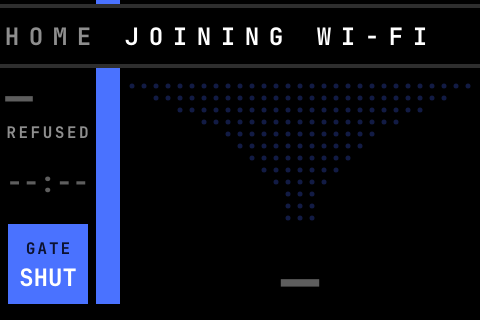 HOME JOINING WI-FI
—
REFUSED
--:--
GATE
SHUT
—